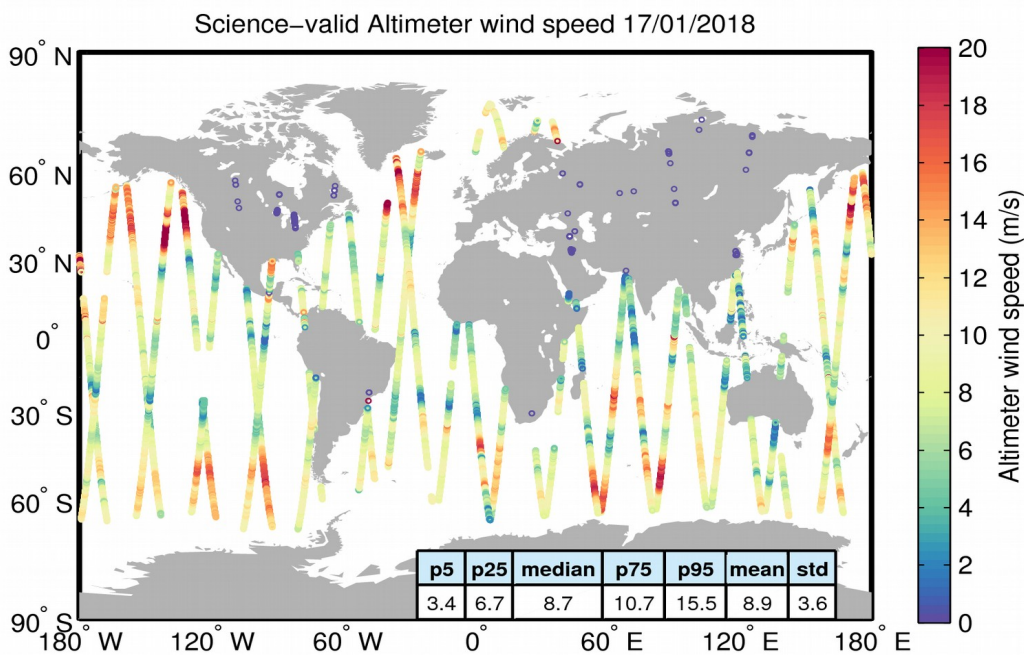 Science−valid Altimeter wind speed 17/01/2018
90° N
60° N
30° N
0°
30° S
60° S
90° S
180° W
120° W
60° W
0°
60° E
120° E
180° E
p5 p25 median p75 p95 mean std
3.4 6.7 8.7 10.7 15.5 8.9 3.6
20
18
16
14
12
10
8
6
4
2
0
Altimeter wind speed (m/s)